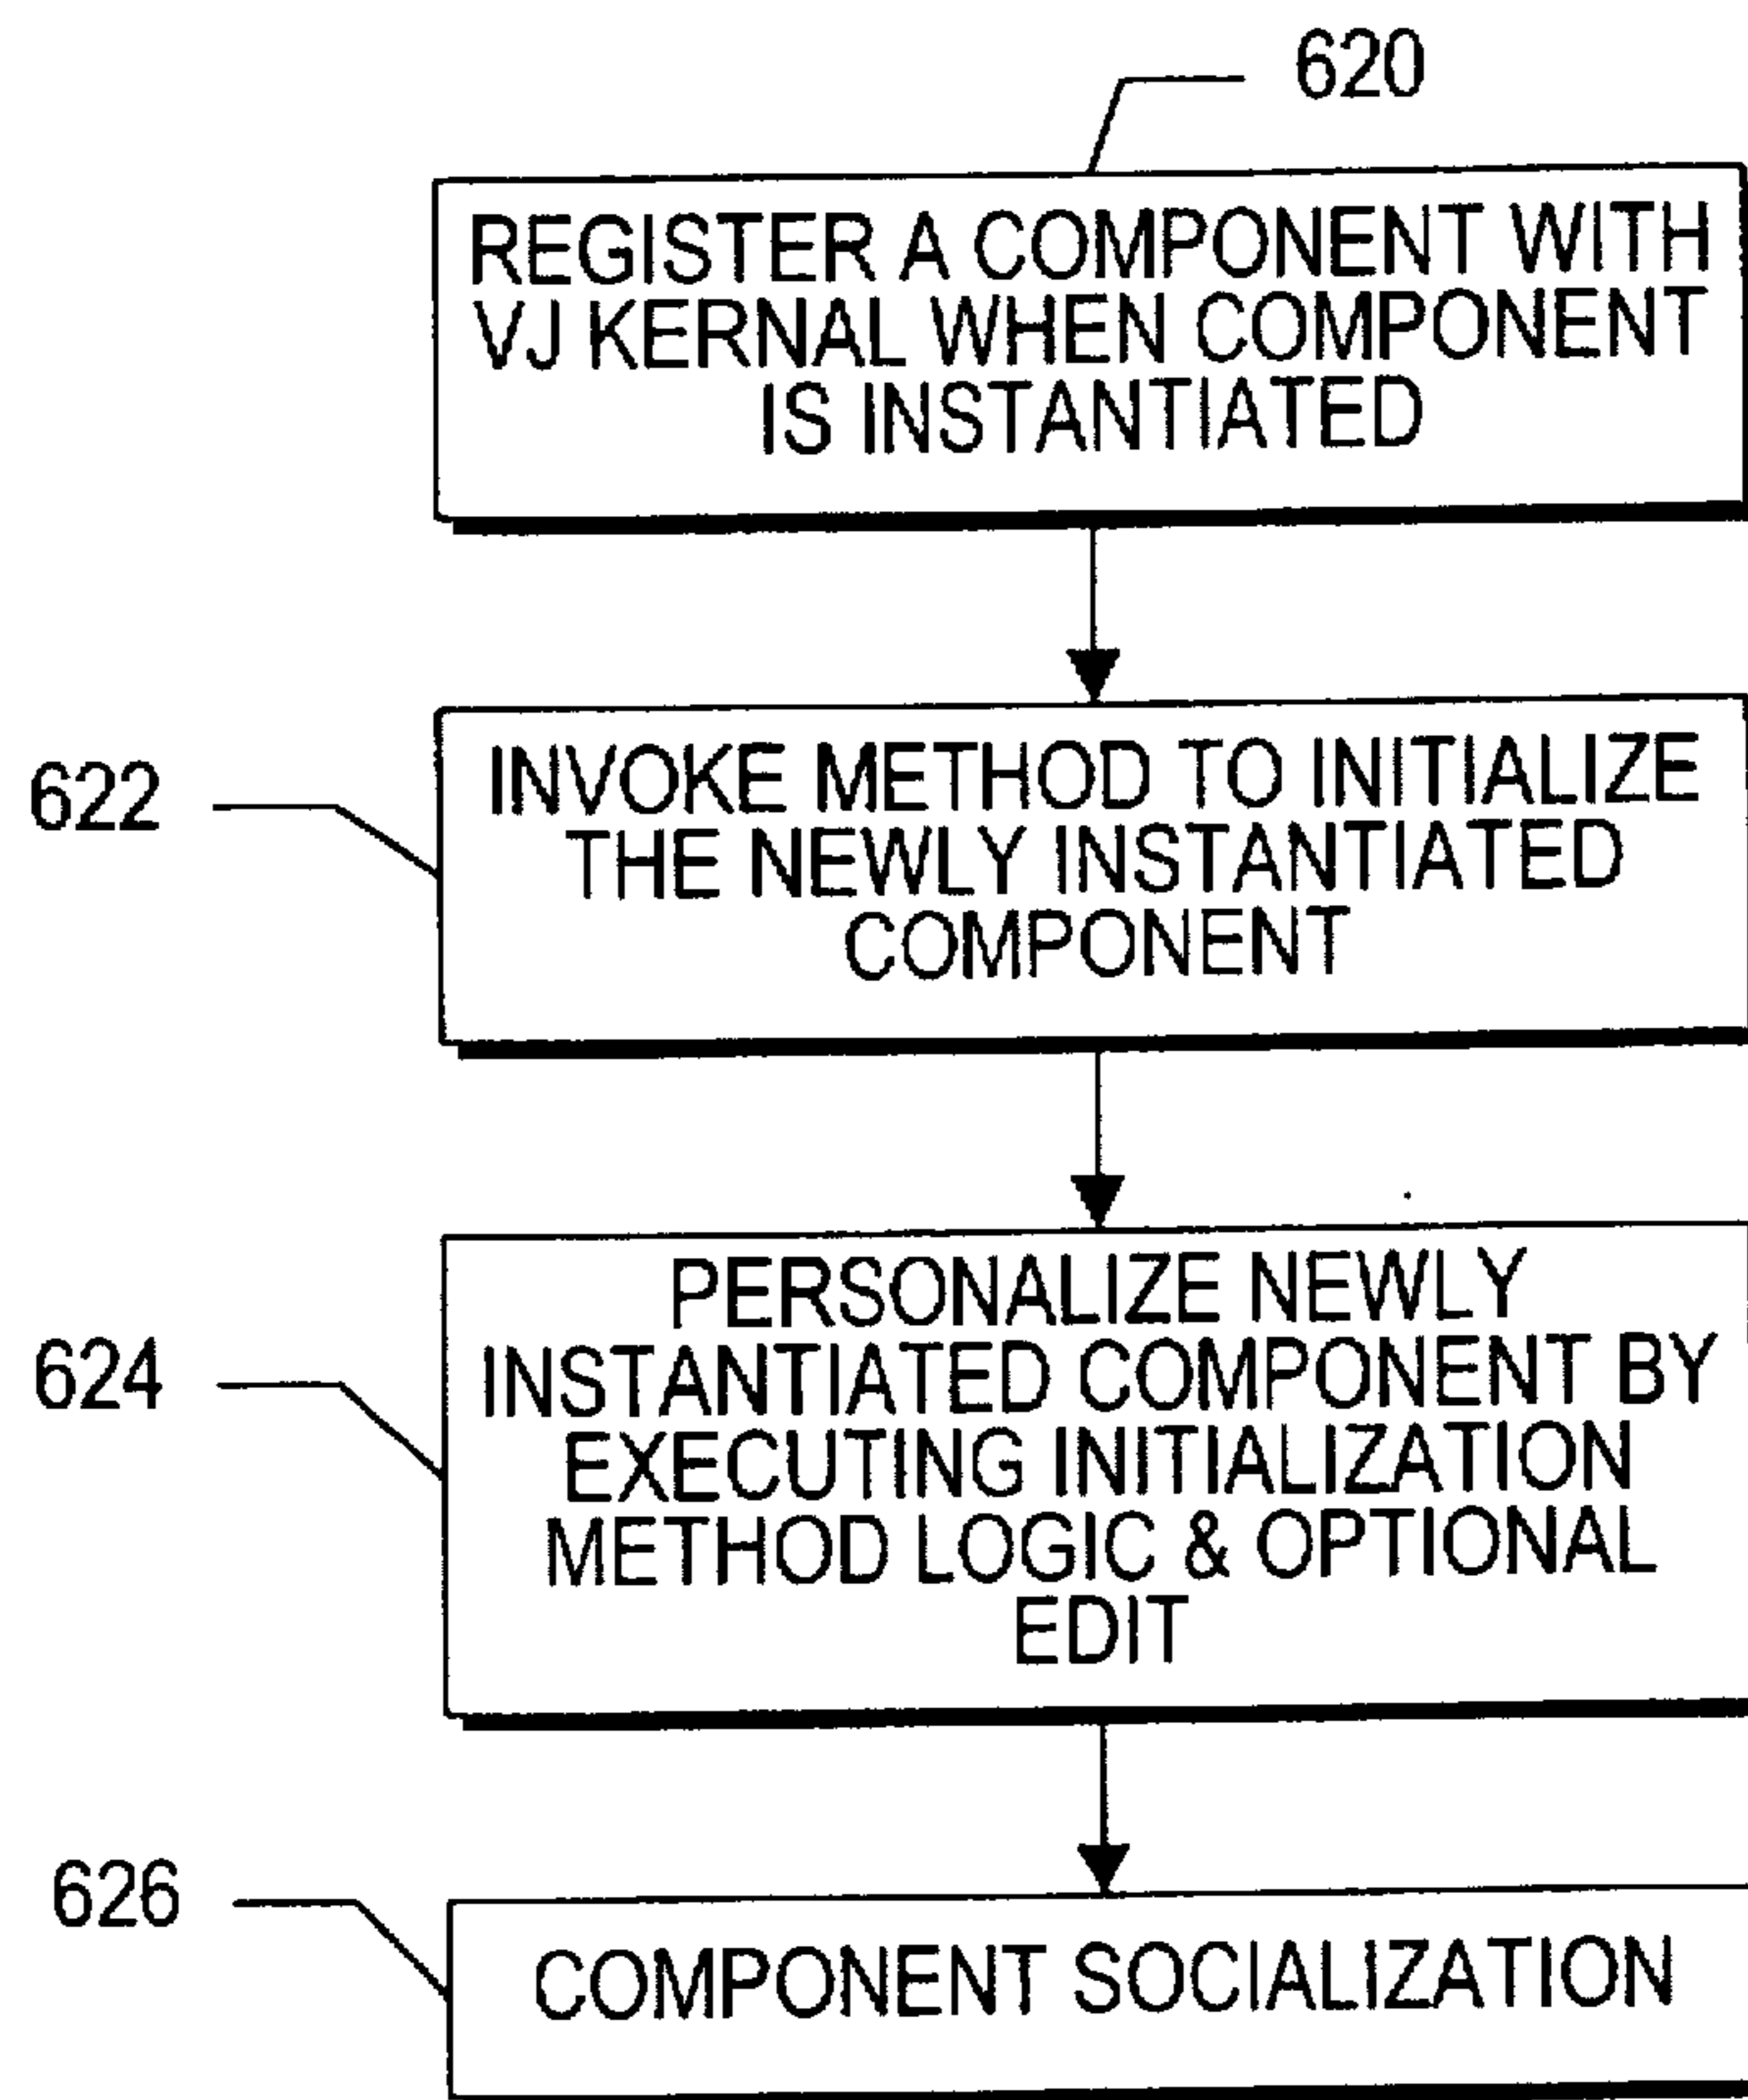 620
REGISTER A COMPONENT WITH
VJ KERNAL WHEN COMPONENT
IS INSTANTIATED
622
INVOKE METHOD TO INITIALIZE
THE NEWLY INSTANTIATED
COMPONENT
624
PERSONALIZE NEWLY
INSTANTIATED COMPONENT BY
EXECUTING INITIALIZATION
METHOD LOGIC & OPTIONAL
EDIT
626
COMPONENT SOCIALIZATION